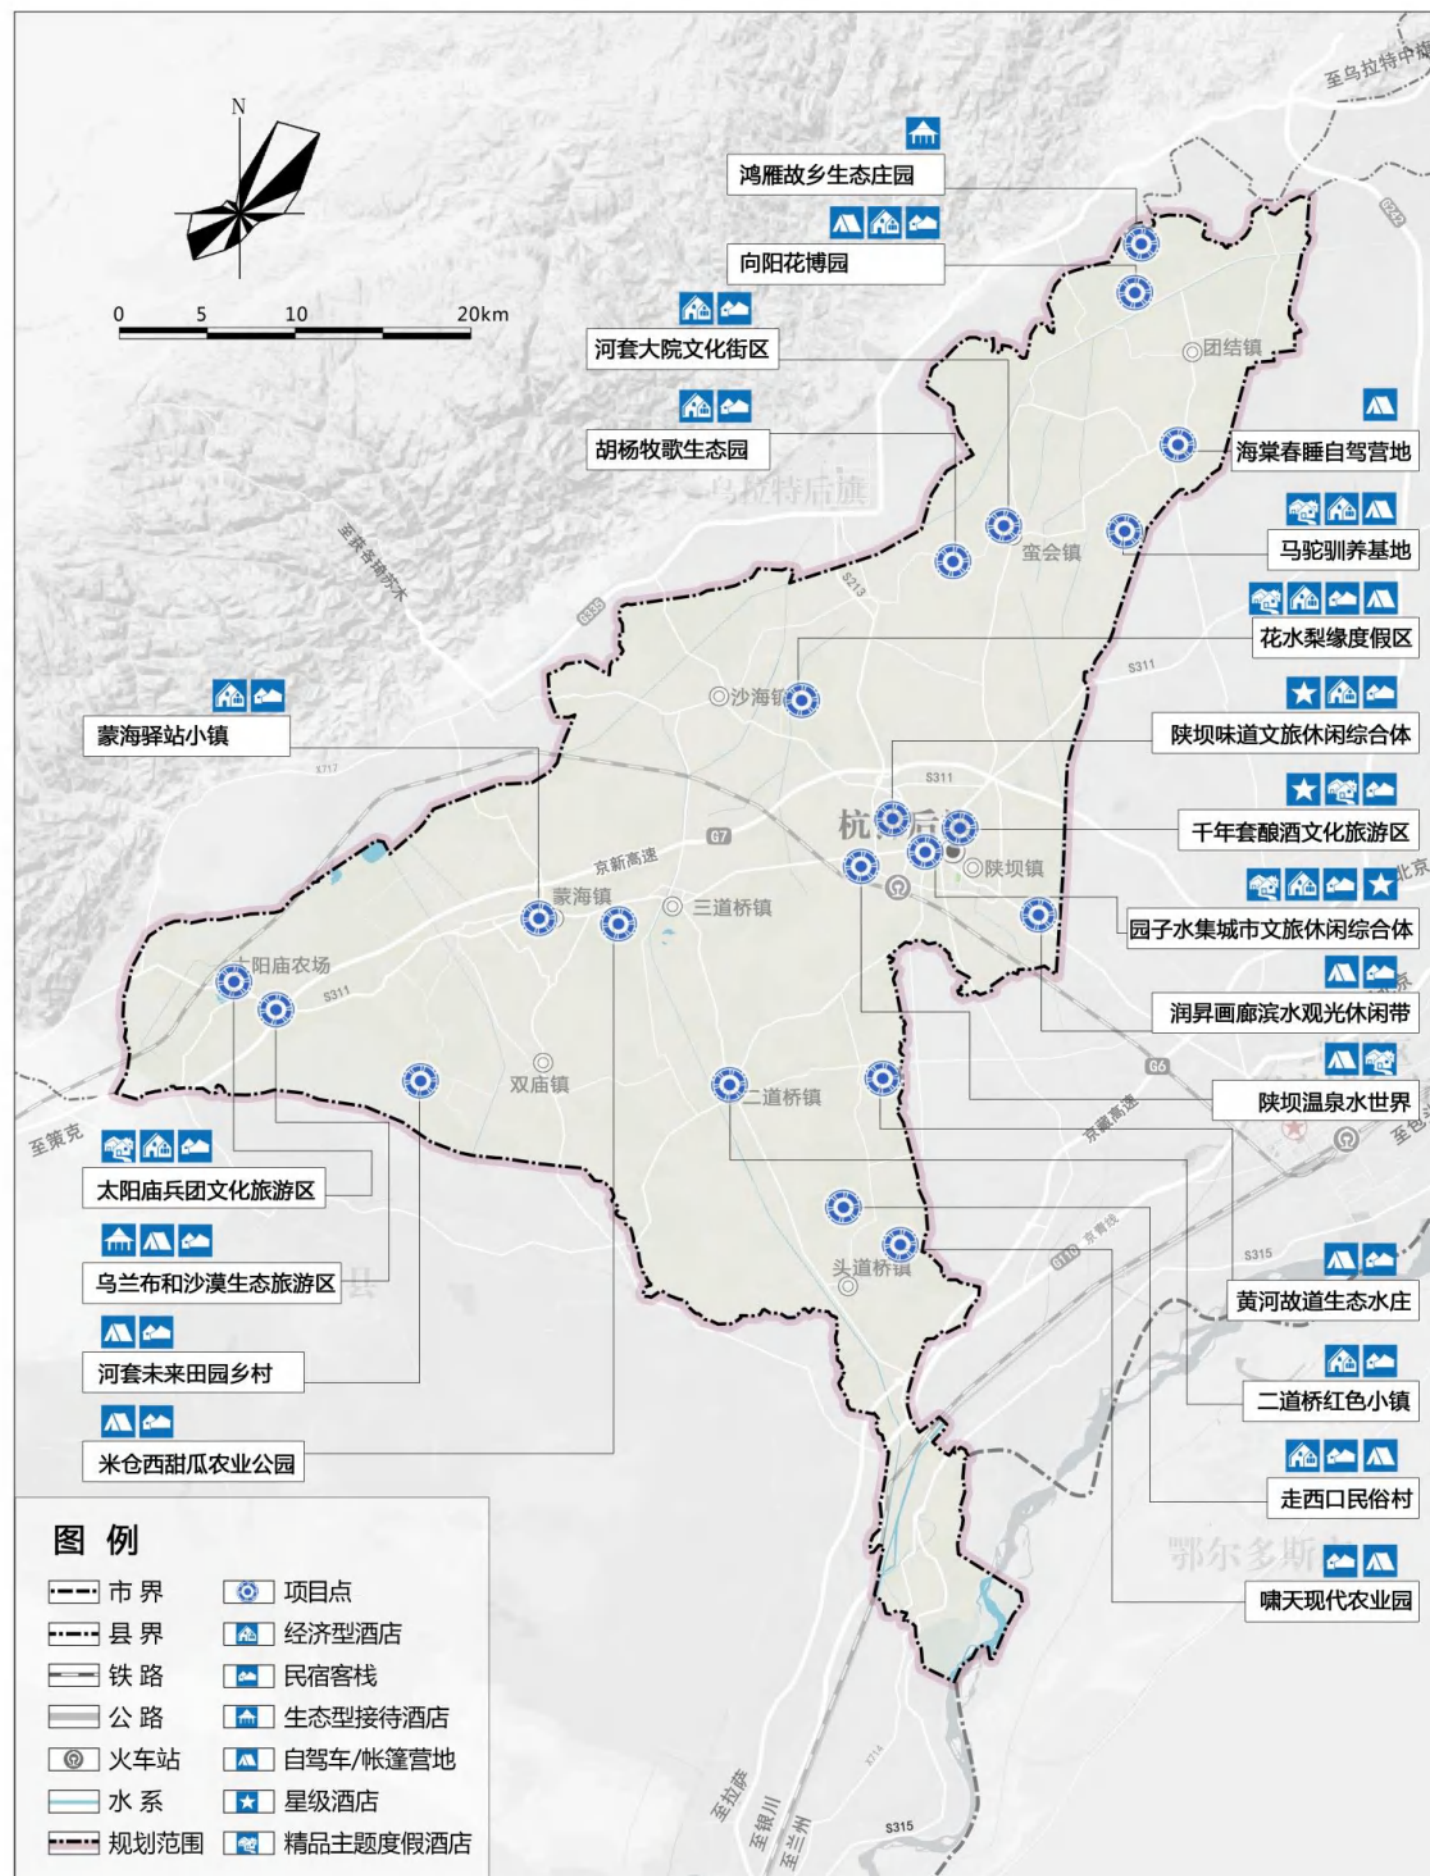 至乌拉特中旗
N
鸿雁故乡生态庄园
G242
向阳花博园
0 5 10 20km
河套大院文化街区
团结镇
胡杨牧歌生态园
海棠春睡自驾营地
乌拉特后旗
至获各琦苏木
蛮会镇
马驼驯养基地
S213
G335
花水梨缘度假区
S311
沙海镇
蒙海驿站小镇
陕坝味道文旅休闲综合体
X717
S311
杭
后
G7
千年套酿酒文化旅游区
京新高速
陕坝镇
北京
蒙海镇
三道桥镇
园子水集城市文旅休闲综合体
阳庙农场
S311
润昇画廊滨水观光休闲带
G6
双庙镇
二道桥镇
陕坝温泉水世界
京藏高速
至策克
至包
太阳庙兵团文化旅游区
头道桥镇
G110
京青线
S315
县
乌兰布和沙漠生态旅游区
黄河故道生态水庄
河套未来田园乡村
二道桥红色小镇
米仓西甜瓜农业公园
走西口民俗村
鄂尔多斯
啸天现代农业园
图例
市界
项目点
县界
经济型酒店
铁路
民宿客栈
公路
生态型接待酒店
火车站
自驾车/帐篷营地
水系
星级酒店
规划范围
精品主题度假酒店
X714
至拉萨
至银川
至兰州
S315